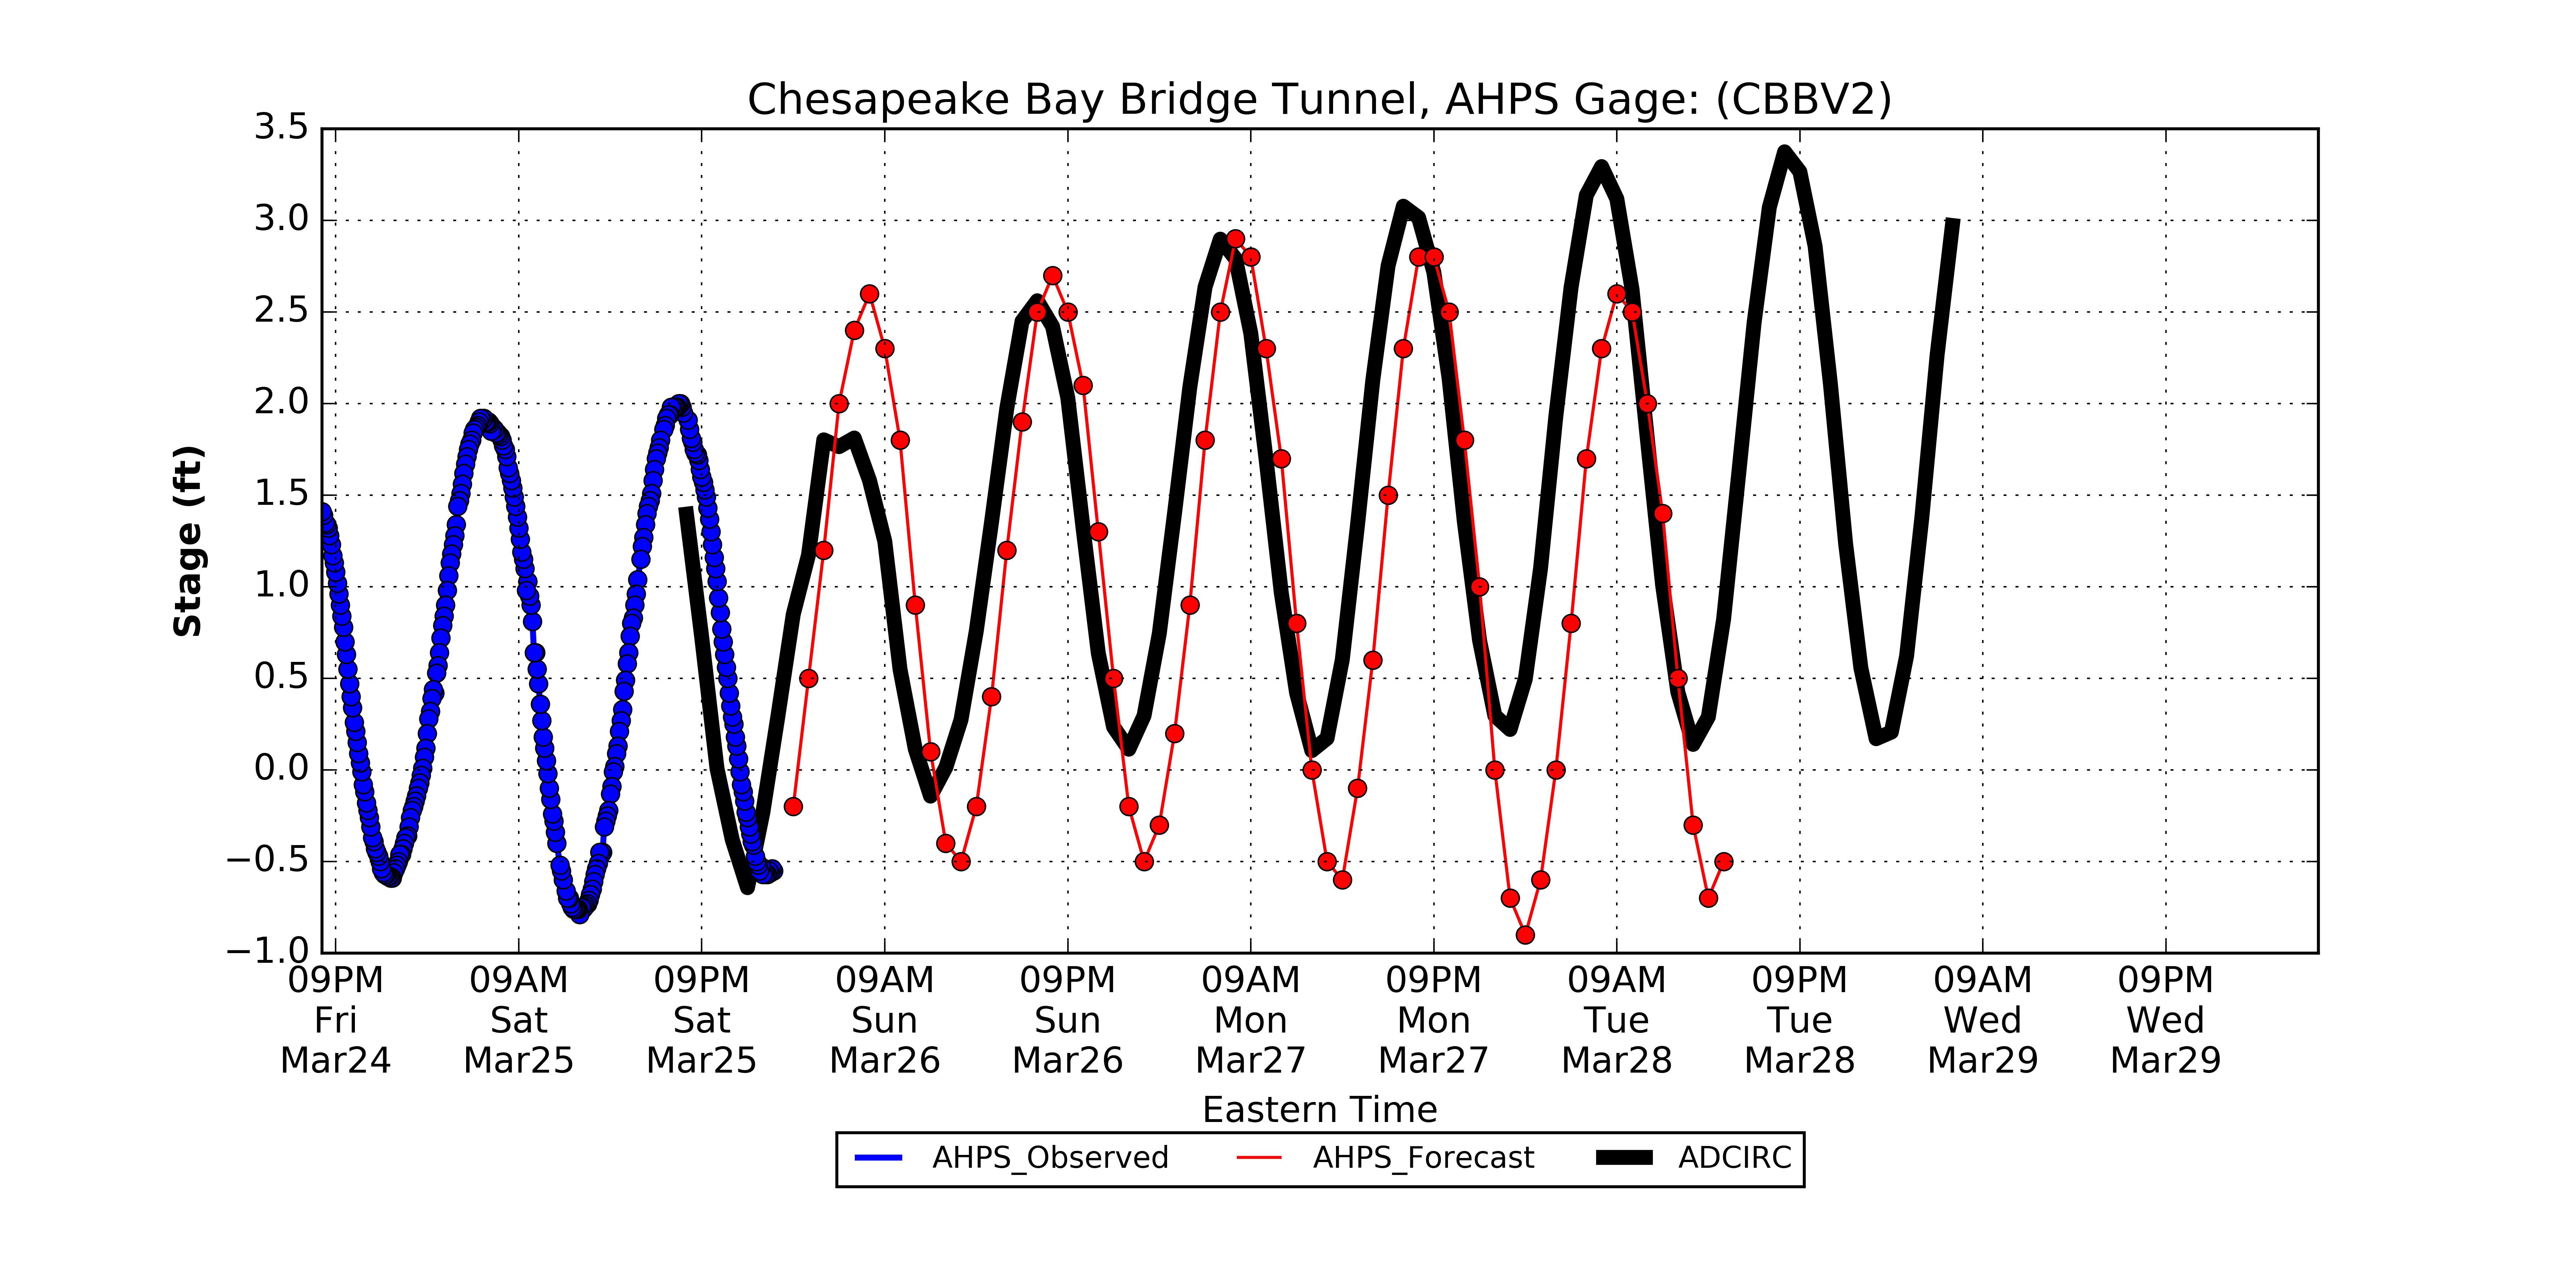 Chesapeake Bay Bridge Tunnel, AHPS Gage: (CBBV2)
3.5
3.0
2.5
2.0
1.5
1.0
0.5
0.0
−0.5
−1.0
Stage (ft)
09PM 09AM 09PM 09AM 09PM 09AM 09PM 09AM 09PM 09AM 09PM
Fri Sat Sat Sun Sun Mon Mon Tue Tue Wed Wed
Mar24 Mar25 Mar25 Mar26 Mar26 Mar27 Mar27 Mar28 Mar28 Mar29 Mar29
Eastern Time
AHPS_Observed AHPS_Forecast ADCIRC